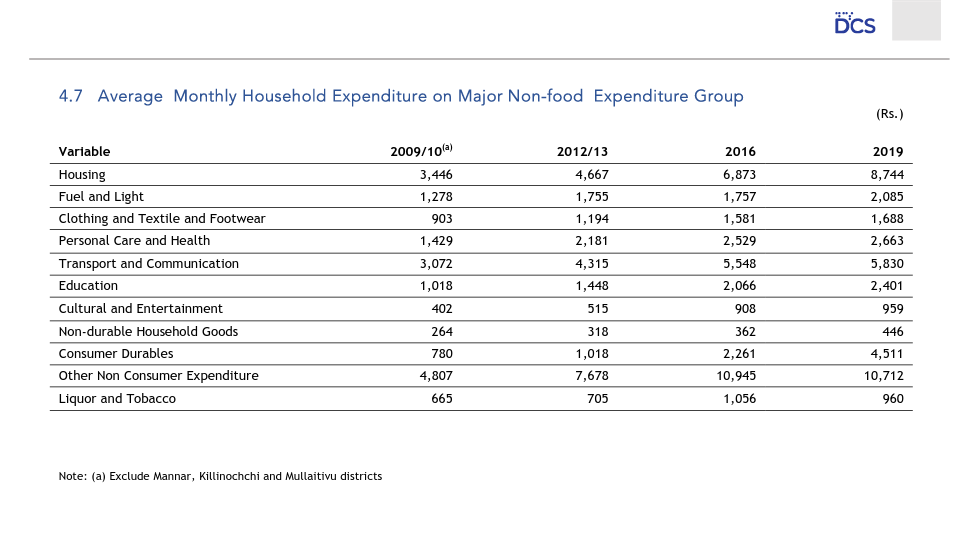 DCS
4.7 Average Monthly Household Expenditure on Major Non-food Expenditure Group
(Rs.)
Variable 2009/10(a) 2012/13 2016 2019
Housing 3,446 4,667 6,873 8,744
Fuel and Light 1,278 1,755 1,757 2,085
Clothing and Textile and Footwear 903 1,194 1,581 1,688
Personal Care and Health 1,429 2,181 2,529 2,663
Transport and Communication 3,072 4,315 5,548 5,830
Education 1,018 1,448 2,066 2,401
Cultural and Entertainment 402 515 908 959
Non-durable Household Goods 264 318 362 446
Consumer Durables 780 1,018 2,261 4,511
Other Non Consumer Expenditure 4,807 7,678 10,945 10,712
Liquor and Tobacco 665 705 1,056 960
Note: (a) Exclude Mannar, Killinochchi and Mullaitivu districts